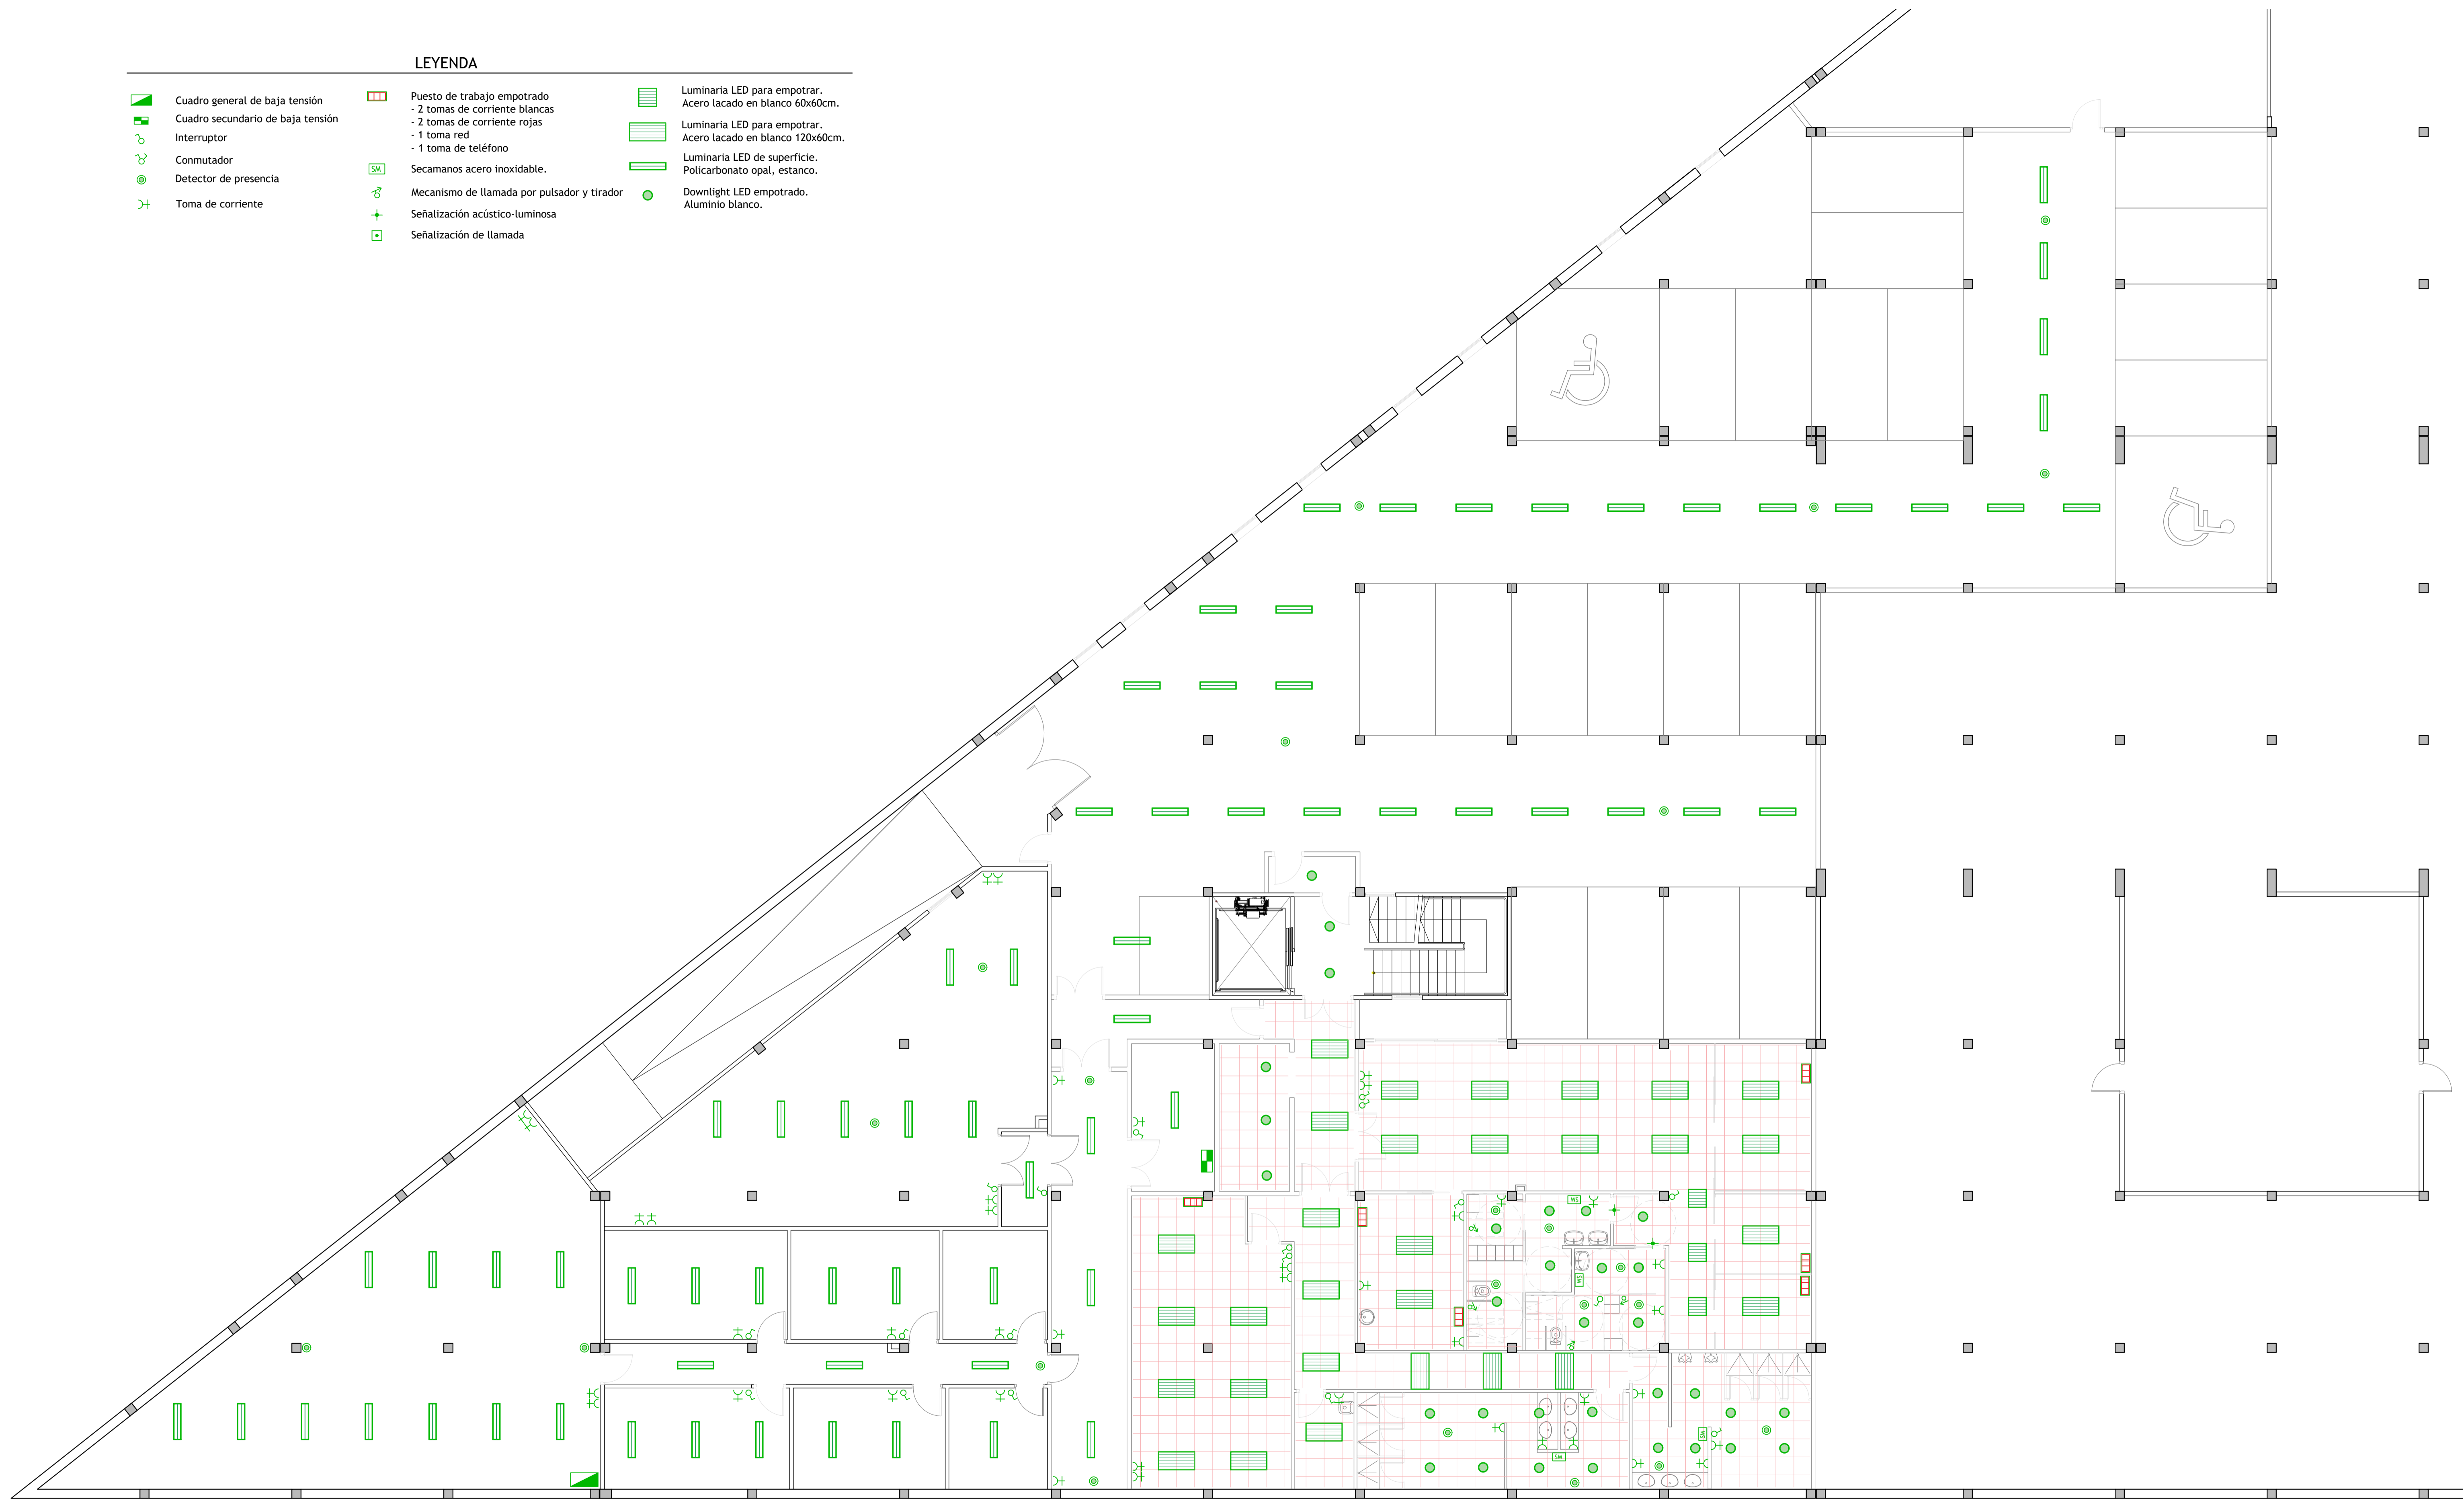 LEYENDA
Cuadro general de baja tensión
Cuadro secundario de baja tensión
Interruptor
Conmutador
Detector de presencia
Toma de corriente
Puesto de trabajo empotrado
- 2 tomas de corriente blancas
- 2 tomas de corriente rojas
- 1 toma red
- 1 toma de teléfono
SM
Secamanos acero inoxidable.
Mecanismo de llamada por pulsador y tirador
Señalización acústico-luminosa
Señalización de llamada
Luminaria LED para empotrar.
Acero lacado en blanco 60x60cm.
Luminaria LED para empotrar.
Acero lacado en blanco 120x60cm.
Luminaria LED de superficie.
Policarbonato opal, estanco.
Downlight LED empotrado.
Aluminio blanco.
SM
SM
SM
SM